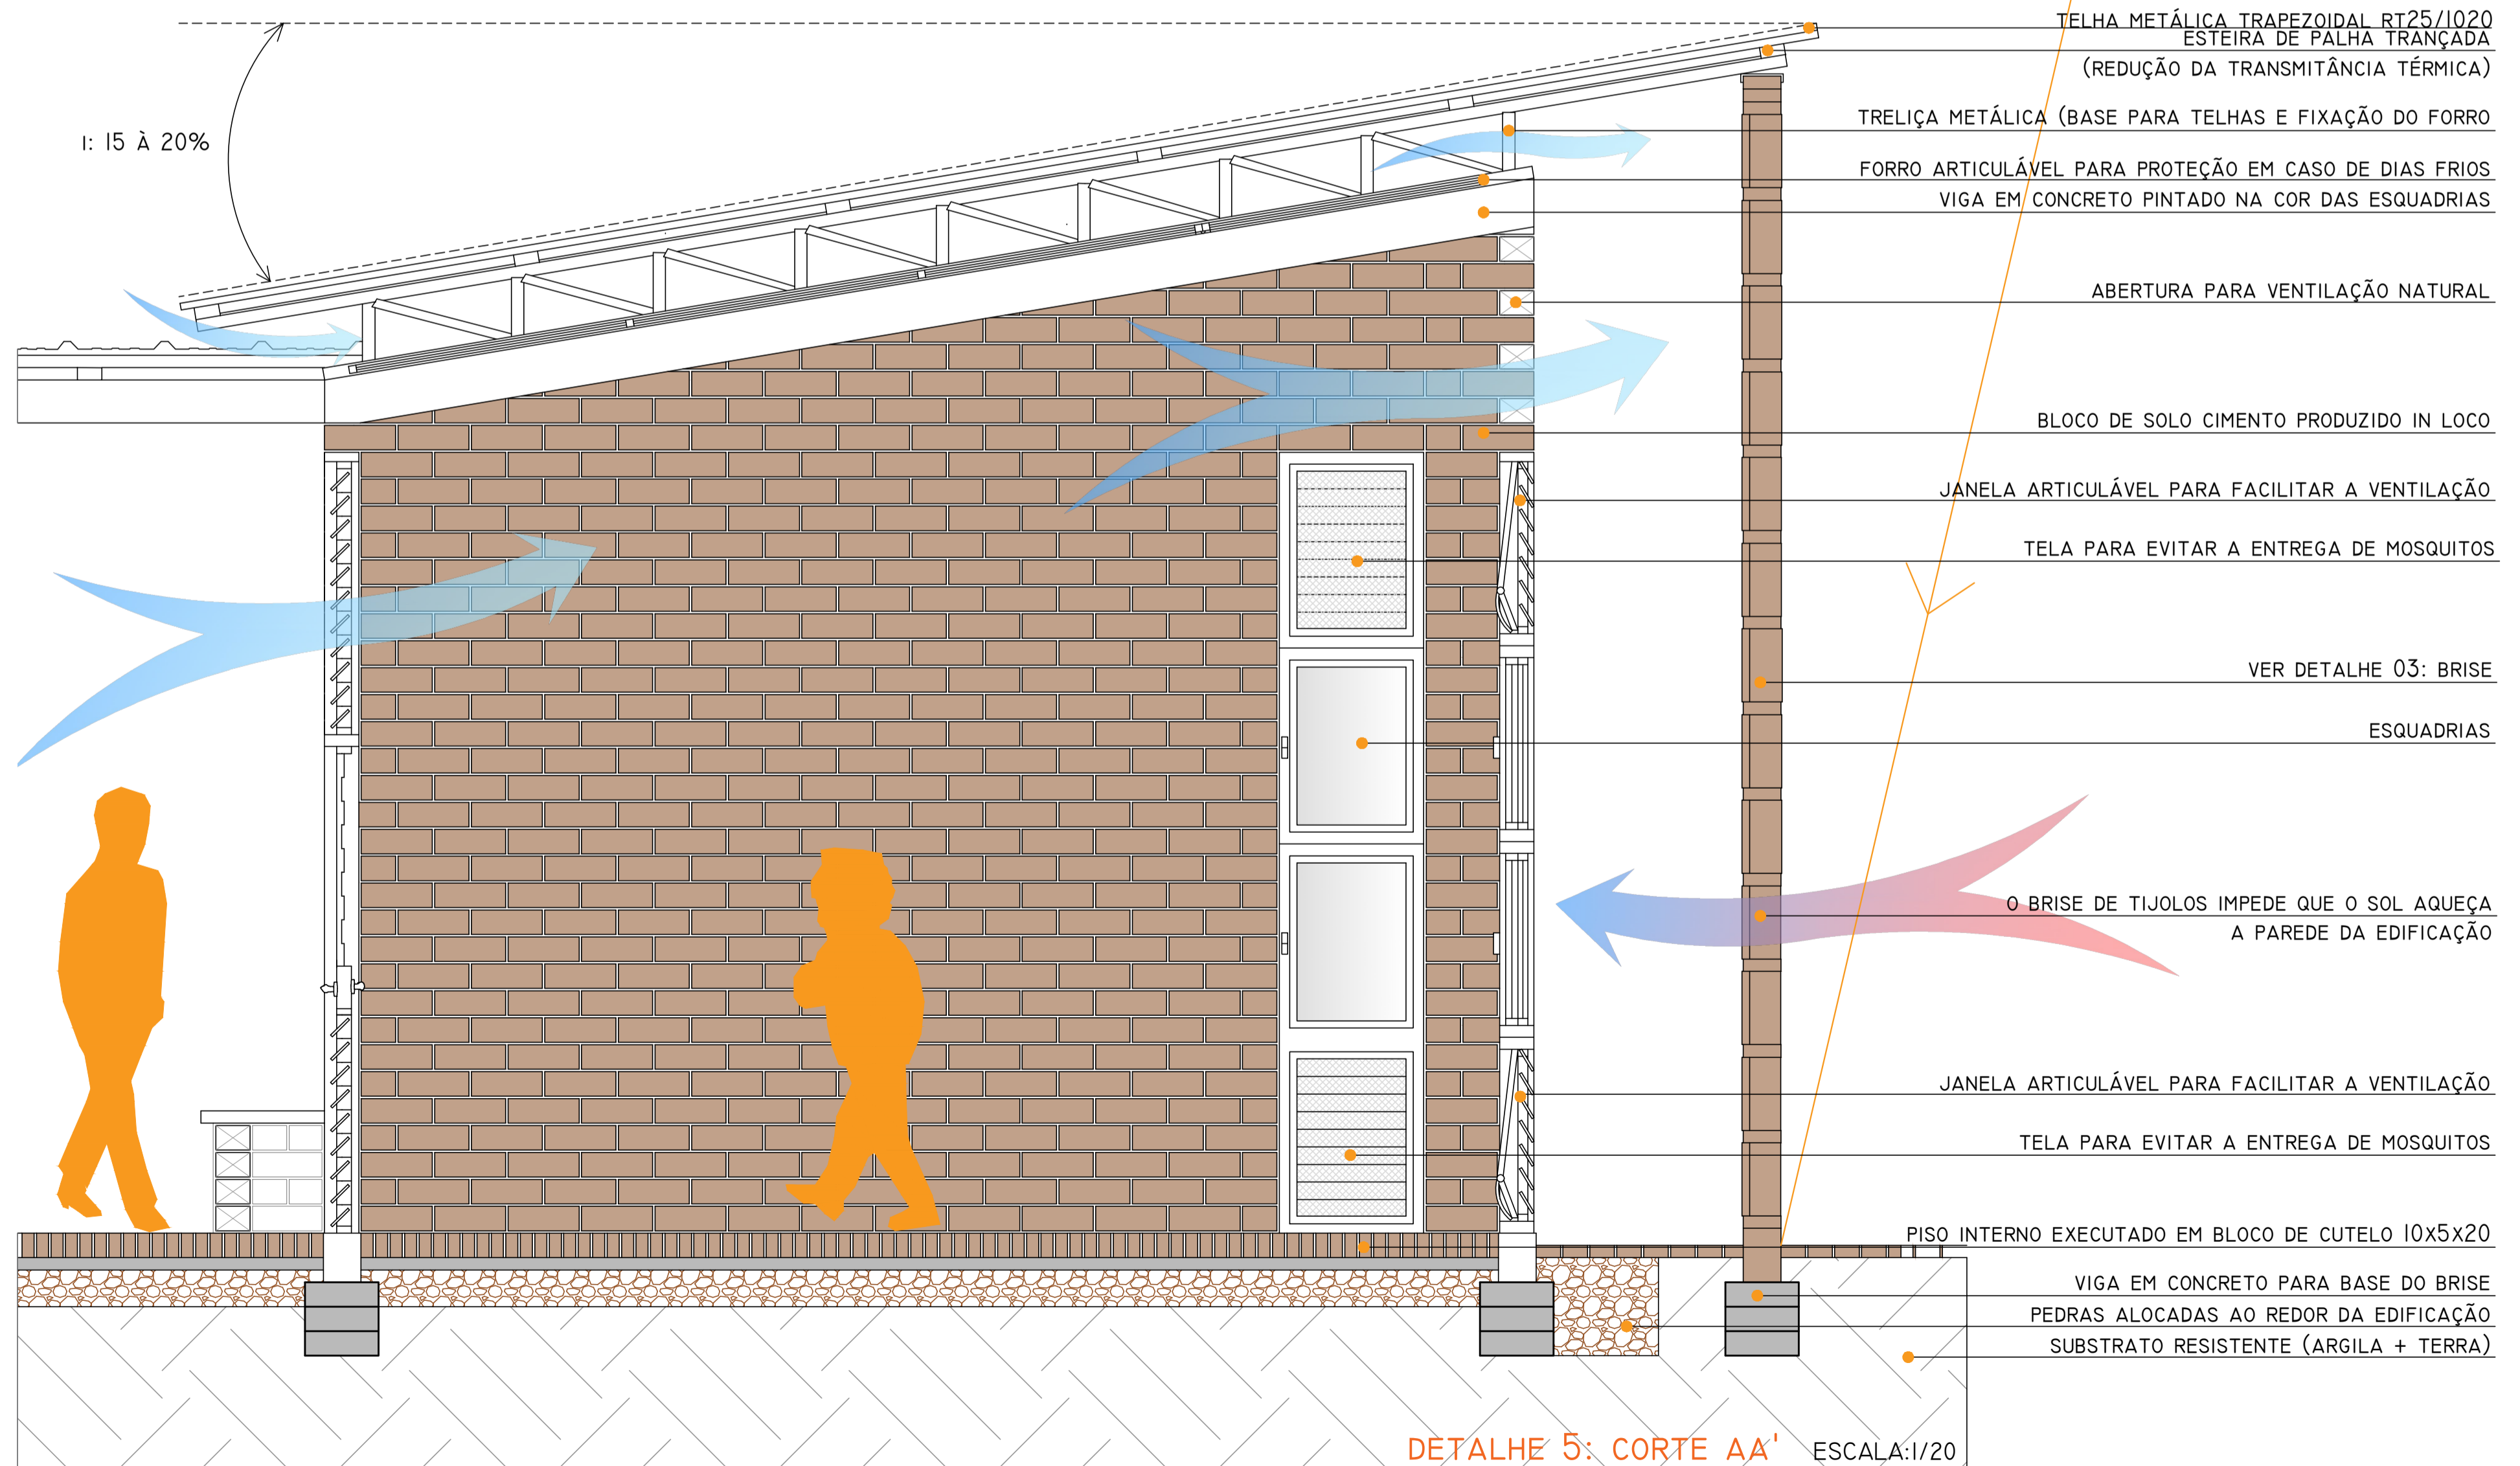 TELHA METÁLICA TRAPEZOIDAL RT25/1020
ESTEIRA DE PALHA TRANÇADA
(REDUÇÃO DA TRANSMITÂNCIA TÉRMICA)
TRELIÇA METÁLICA (BASE PARA TELHAS E FIXAÇÃO DO FORRO
I: 15 À 20%
FORRO ARTICULÁVEL PARA PROTEÇÃO EM CASO DE DIAS FRIOS
VIGA EM CONCRETO PINTADO NA COR DAS ESQUADRIAS
ABERTURA PARA VENTILAÇÃO NATURAL
BLOCO DE SOLO CIMENTO PRODUZIDO IN LOCO
JANELA ARTICULÁVEL PARA FACILITAR A VENTILAÇÃO
TELA PARA EVITAR A ENTREGA DE MOSQUITOS
VER DETALHE 03: BRISE
ESQUADRIAS
O BRISE DE TIJOLOS IMPEDE QUE O SOL AQUEÇA
A PAREDE DA EDIFICAÇÃO
JANELA ARTICULÁVEL PARA FACILITAR A VENTILAÇÃO
TELA PARA EVITAR A ENTREGA DE MOSQUITOS
PISO INTERNO EXECUTADO EM BLOCO DE CUTELO 10X5X20
VIGA EM CONCRETO PARA BASE DO BRISE
PEDRAS ALOCADAS AO REDOR DA EDIFICAÇÃO
SUBSTRATO RESISTENTE (ARGILA + TERRA)
DETALHE 5: CORTE AA' ESCALA:1/20